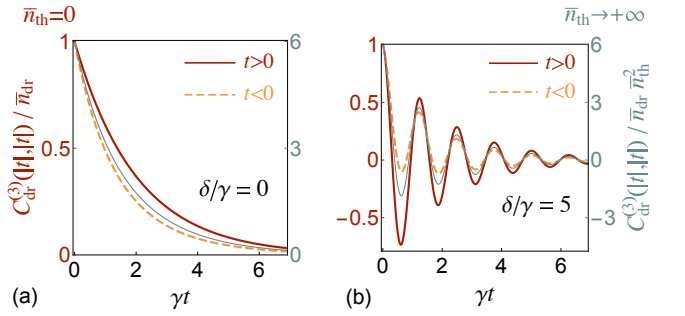 n̅th=0
n̅th→+∞
1
0.5
0
6
3
0
C(3)dr(|t|,|t|) / n̅dr
t>0
t<0
δ/γ = 0
0
2
4
6
(a)
γt
1
0.5
0
−0.5
6
3
0
−3
t>0
t<0
δ/γ = 5
C(3)dr(|t|,|t|) / n̅dr n̅2th
0
2
4
6
(b)
γt